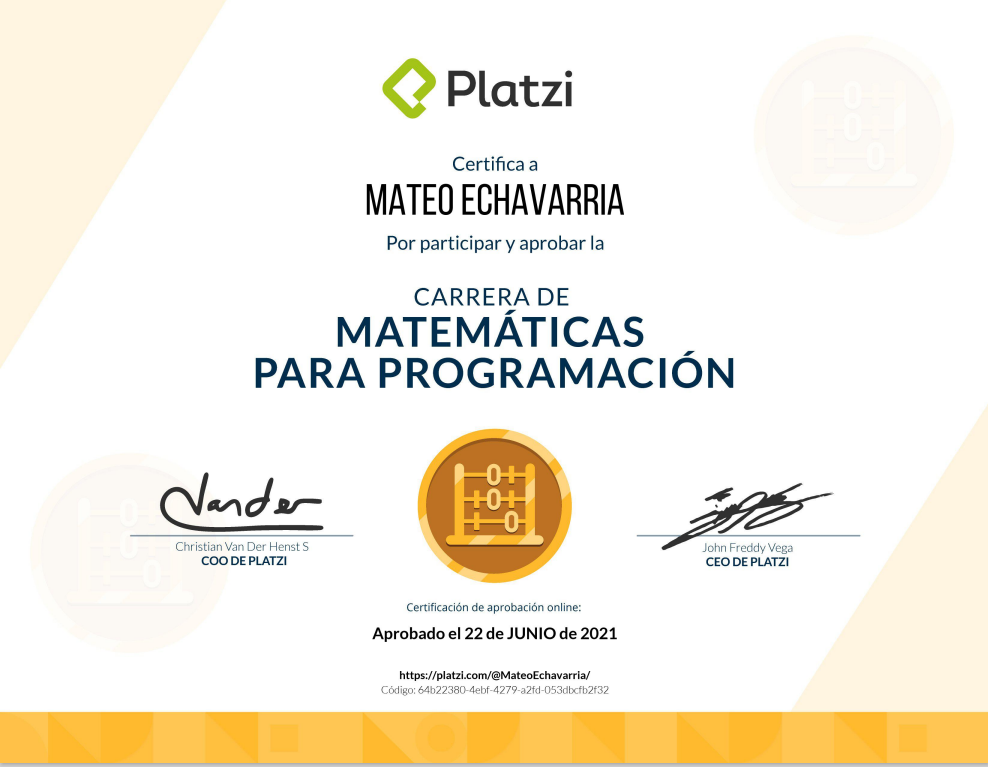 Platzi
Certifica a
MATEO ECHAVARRIA
Por participar y aprobar la
CARRERA DE
MATEMÁTICAS
PARA PROGRAMACIÓN
Vander
Christian Van Der Henst S
COO DE PLATZI
John Freddy Vega
CEO DE PLATZI
Certificación de aprobación online:
Aprobado el 22 de JUNIO de 2021
https://platzi.com/@MateoEchavarria/
Código: 64b22380-4ebf-4279-a2fd-053dbcfb2f32